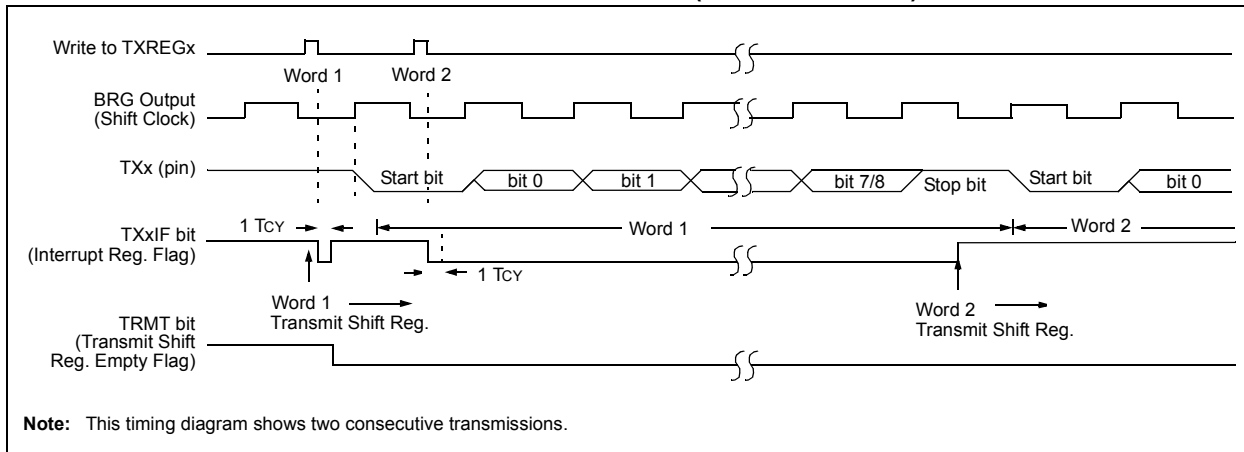 Write to TXREGx
Word 1
Word 2
BRG Output
(Shift Clock)
TXx (pin)
Start bit
bit 0
bit 1
bit 7/8
Stop bit
Start bit
bit 0
1 TCY
Word 1
Word 2
TXxIF bit
(Interrupt Reg. Flag)
1 TCY
Word 1
Transmit Shift Reg.
Word 2
Transmit Shift Reg.
TRMT bit
(Transmit Shift
Reg. Empty Flag)
Note: This timing diagram shows two consecutive transmissions.